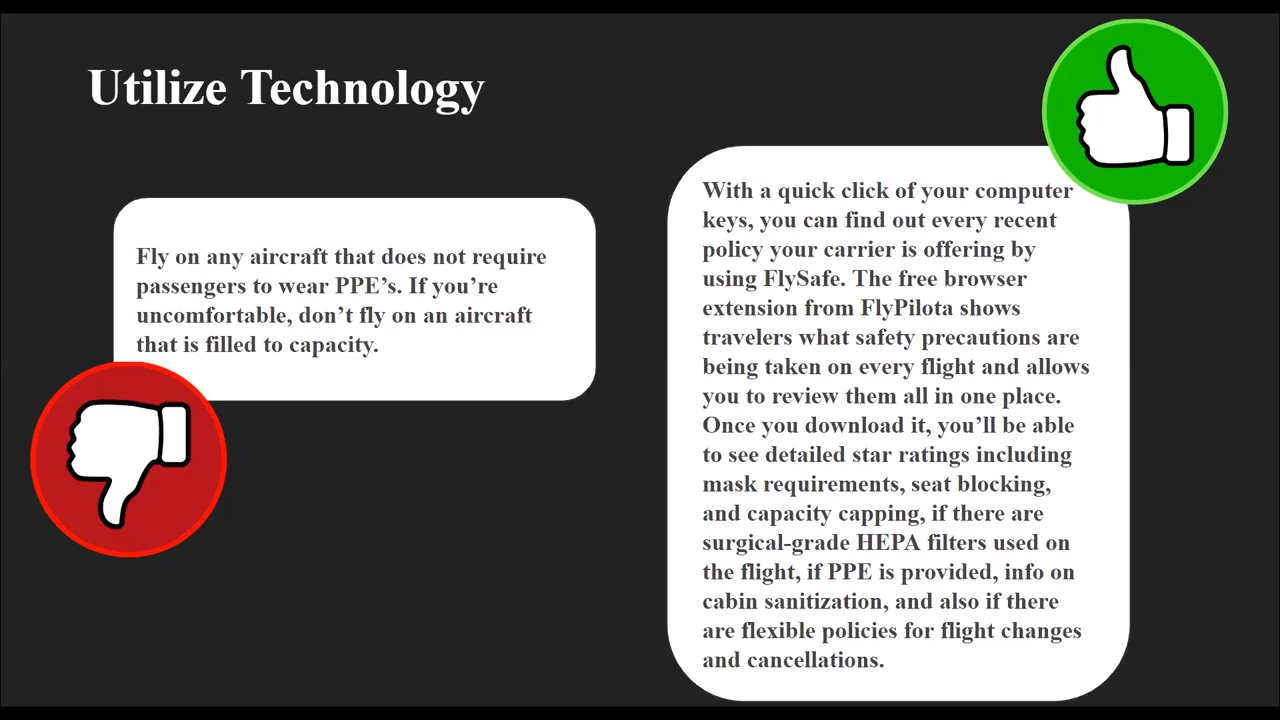 Utilize Technology
Fly on any aircraft that does not require
passengers to wear PPE’s. If you’re
uncomfortable, don’t fly on an aircraft
that is filled to capacity.
With a quick click of your computer
keys, you can find out every recent
policy your carrier is offering by
using FlySafe. The free browser
extension from FlyPilota shows
travelers what safety precautions are
being taken on every flight and allows
you to review them all in one place.
Once you download it, you’ll be able
to see detailed star ratings including
mask requirements, seat blocking,
and capacity capping, if there are
surgical-grade HEPA filters used on
the flight, if PPE is provided, info on
cabin sanitization, and also if there
are flexible policies for flight changes
and cancellations.